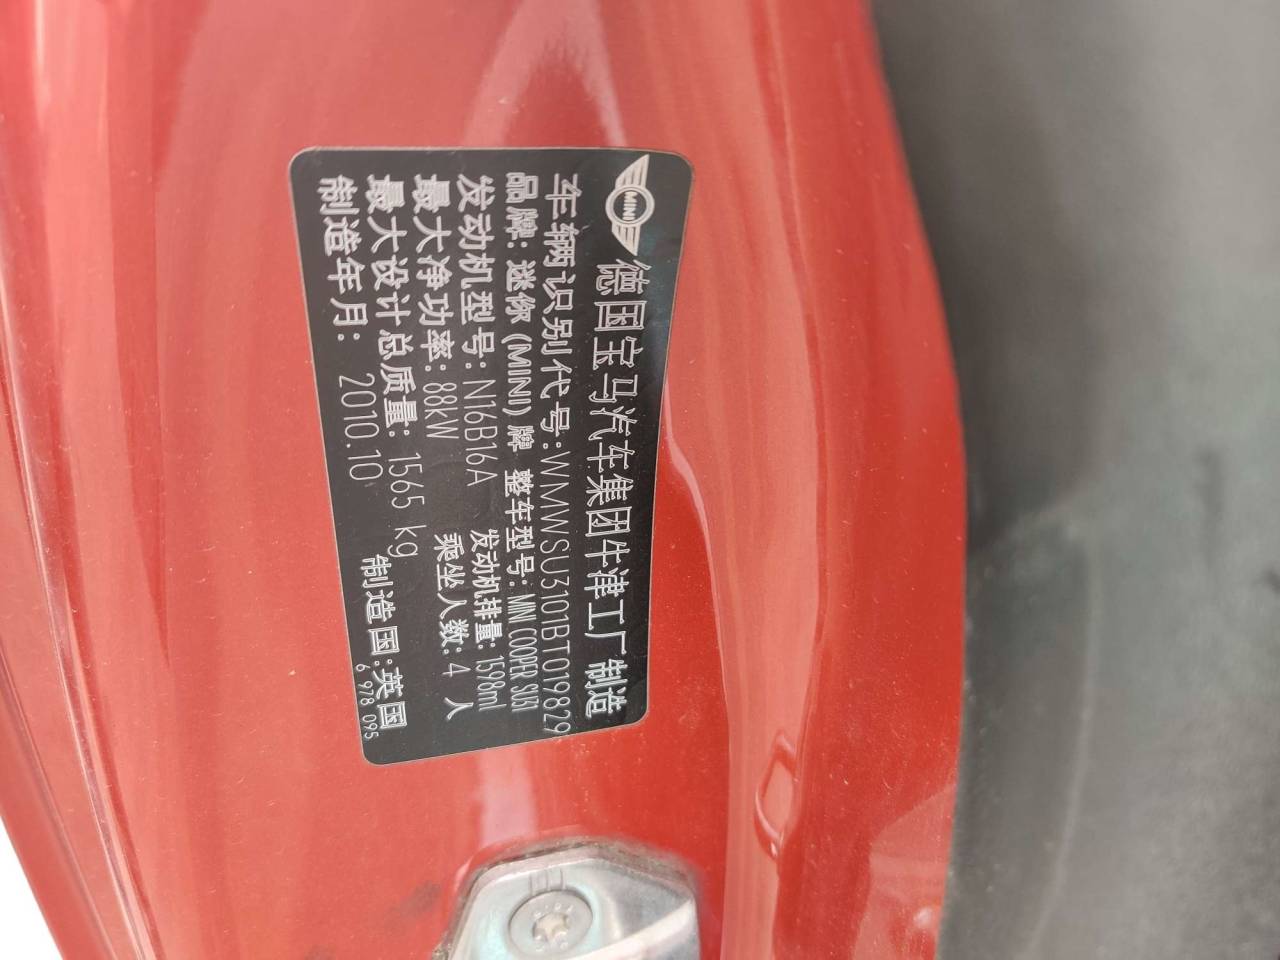 MINI
德国宝马汽车集团牛津工厂制造
车辆识别代号:WMWSU3101BT019829
品牌: 迷你 (MINI) 牌 整车型号: MINI COOPER SU31
发动机型号: N16B16A 发动机排量: 1598ml
最大净功率: 88kW 乘坐人数: 4 人
最大设计总质量: 1565 kg
制造年月: 2010.10 制造国:英国
6 978 095